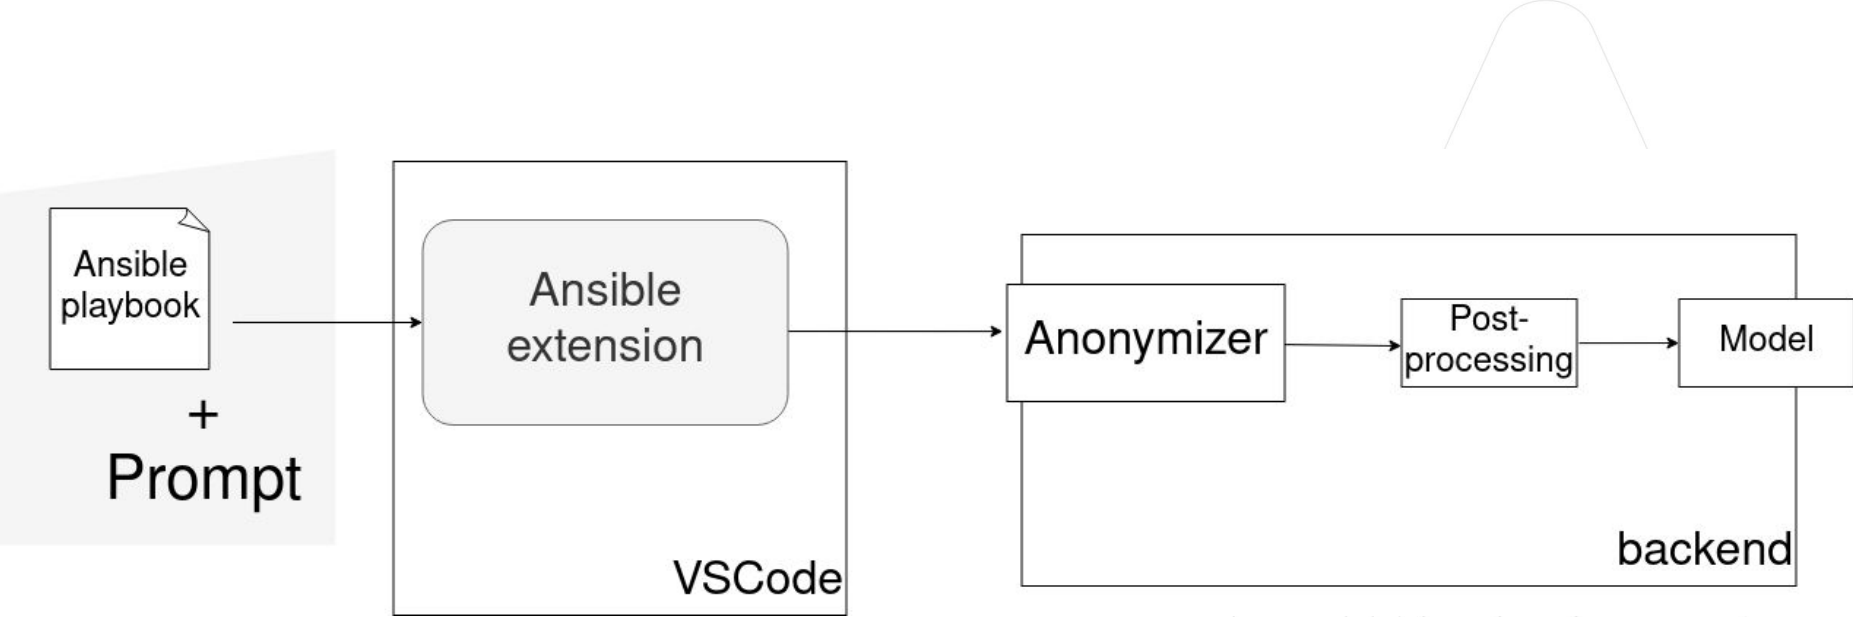 Ansible
playbook
+
Prompt
Ansible
extension
VSCode
Anonymizer
Post-
processing
Model
backend